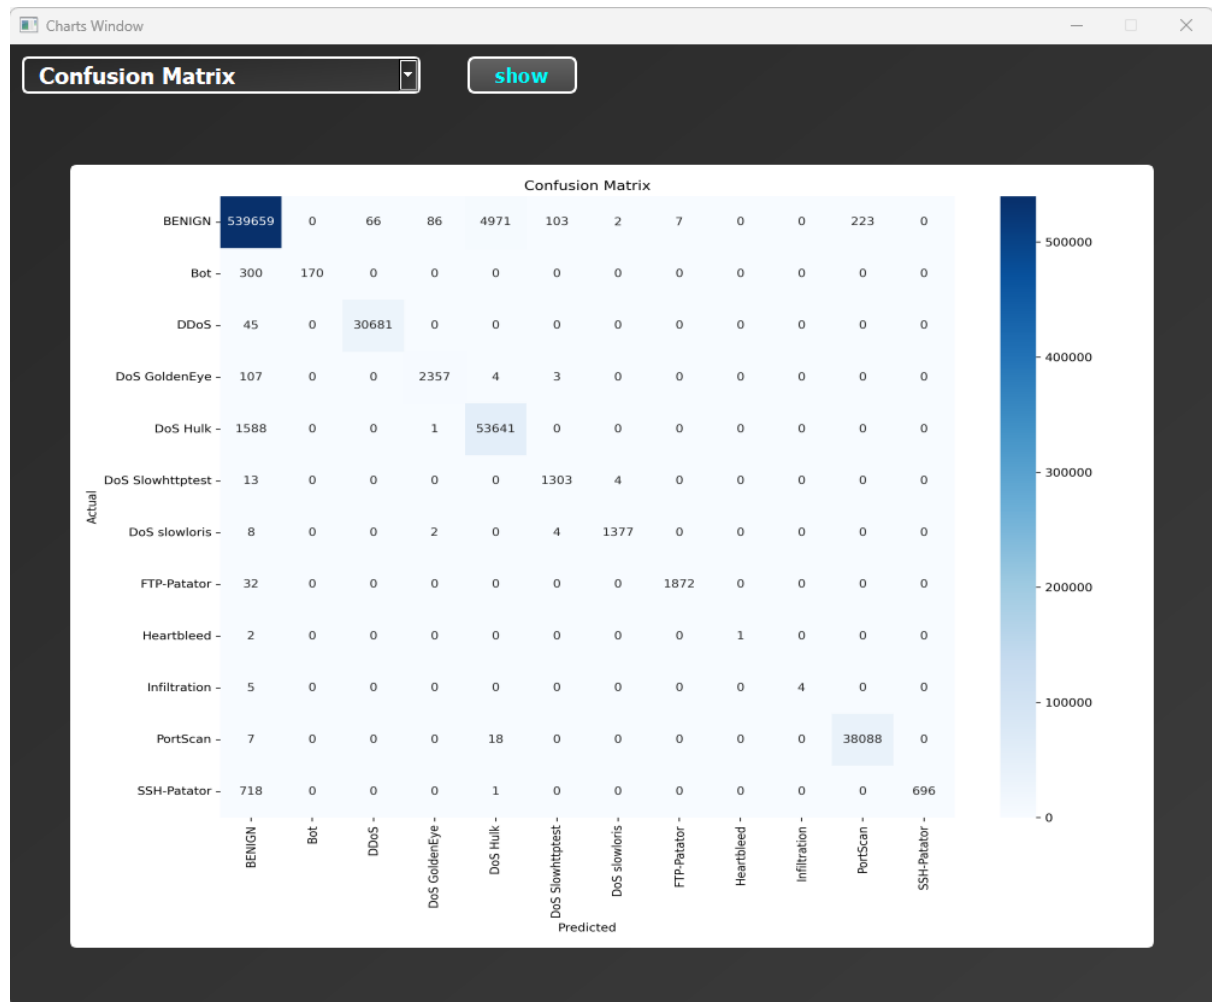 Charts Window
Confusion Matrix
show
Confusion Matrix
BENIGN 539659 0 66 86 4971 103 2 7 0 0 223 0
500000
Bot 300 170 0 0 0 0 0 0 0 0 0 0
DDoS 45 0 30681 0 0 0 0 0 0 0 0 0
400000
DoS GoldenEye 107 0 0 2357 4 3 0 0 0 0 0 0
DoS Hulk 1588 0 0 1 53641 0 0 0 0 0 0 0
300000
DoS Slowhttptest 13 0 0 0 0 1303 4 0 0 0 0 0
Actual
DoS slowloris 8 0 0 2 0 4 1377 0 0 0 0 0
FTP-Patator 32 0 0 0 0 0 0 1872 0 0 0 0
200000
Heartbleed 2 0 0 0 0 0 0 0 1 0 0 0
Infiltration 5 0 0 0 0 0 0 0 0 4 0 0
100000
PortScan 7 0 0 0 18 0 0 0 0 0 38088 0
SSH-Patator 718 0 0 0 1 0 0 0 0 0 0 696
0
BENIGN
Bot
DDoS
DoS GoldenEye
DoS Hulk
DoS Slowhttptest
DoS slowloris
FTP-Patator
Heartbleed
Infiltration
PortScan
SSH-Patator
Predicted